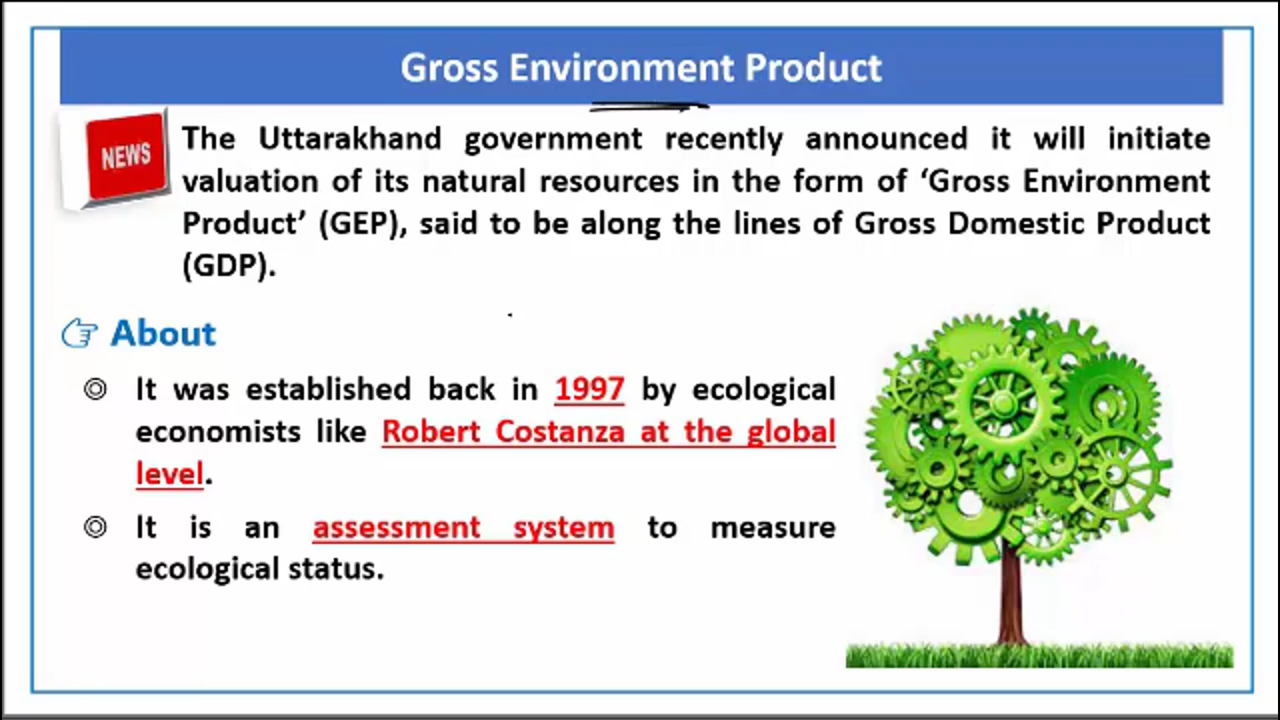 Gross Environment Product
NEWS
The Uttarakhand government recently announced it will initiate
valuation of its natural resources in the form of ‘Gross Environment
Product’ (GEP), said to be along the lines of Gross Domestic Product
(GDP).
About
It was established back in 1997 by ecological
economists like Robert Costanza at the global
level.
It is an assessment system to measure
ecological status.